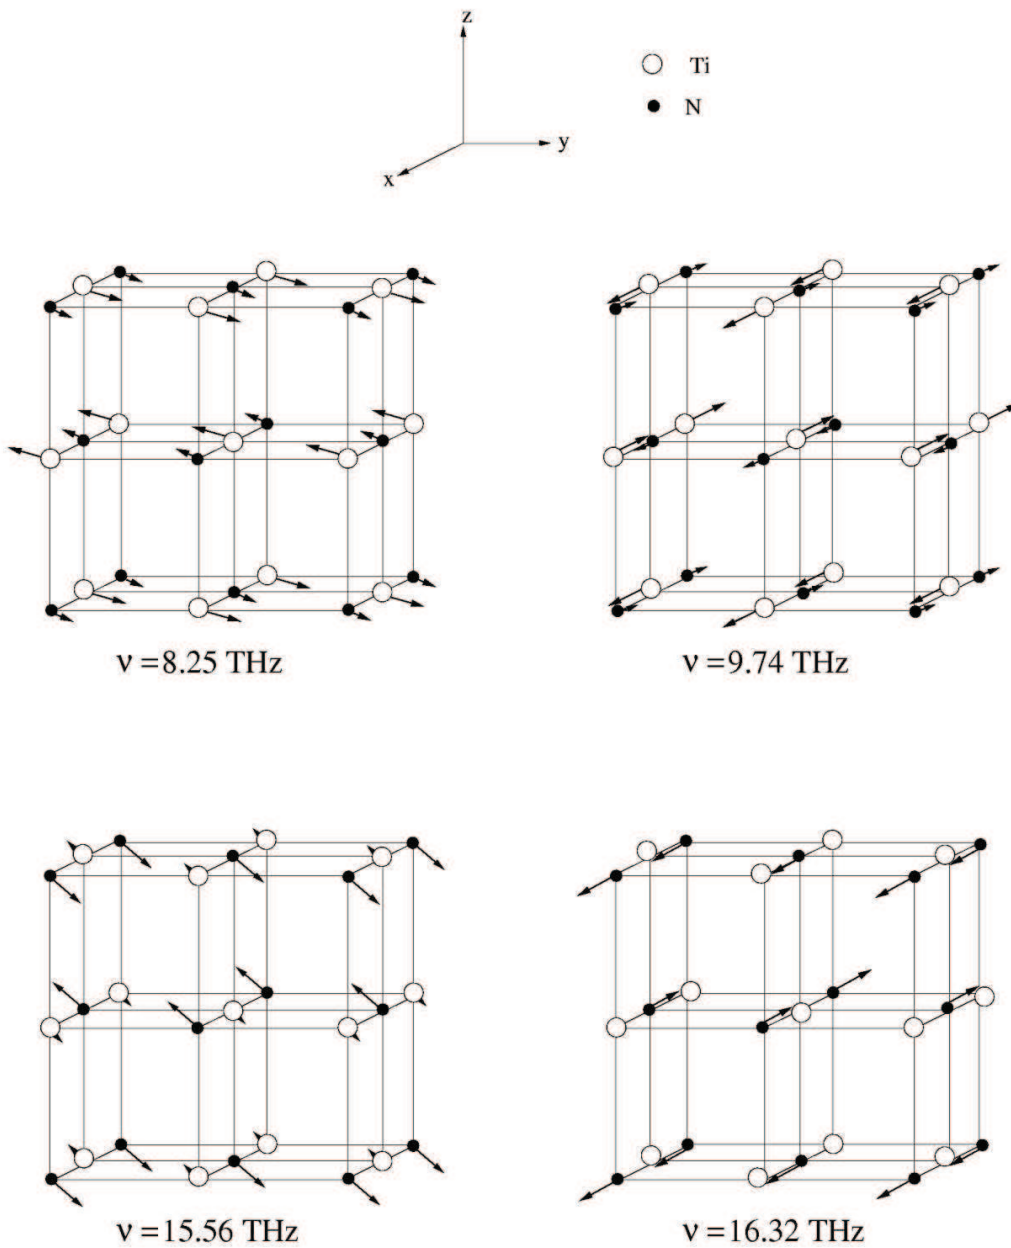 z
Ti
N
y
x
ν = 8.25 THz
ν = 9.74 THz
ν = 15.56 THz
ν = 16.32 THz